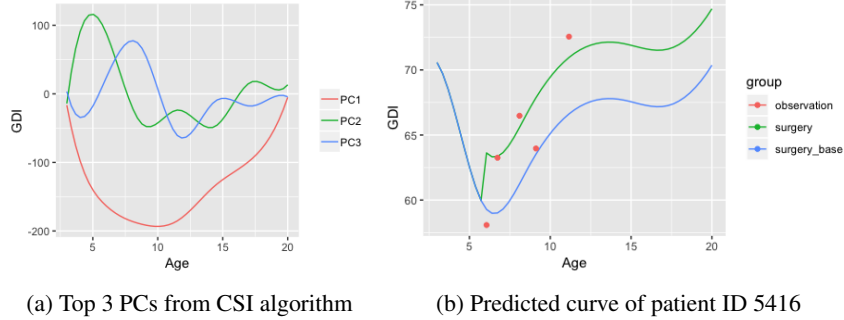 100
0
-100
-200
GDI
5
10
15
20
Age
PC1
PC2
PC3
75
70
65
60
GDI
5
10
15
20
Age
group
observation
surgery
surgery_base
(a) Top 3 PCs from CSI algorithm
(b) Predicted curve of patient ID 5416